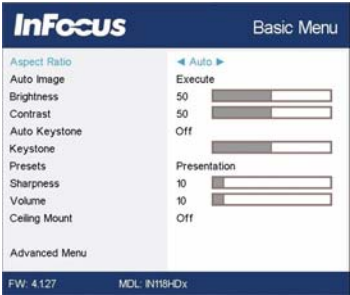 InFocus Basic Menu
Aspect Ratio ◀ Auto ▶
Auto Image Execute
Brightness 50
Contrast 50
Auto Keystone Off
Keystone
Presets Presentation
Sharpness 10
Volume 10
Ceiling Mount Off
Advanced Menu
FW: 4.127 MDL: IN118HDx